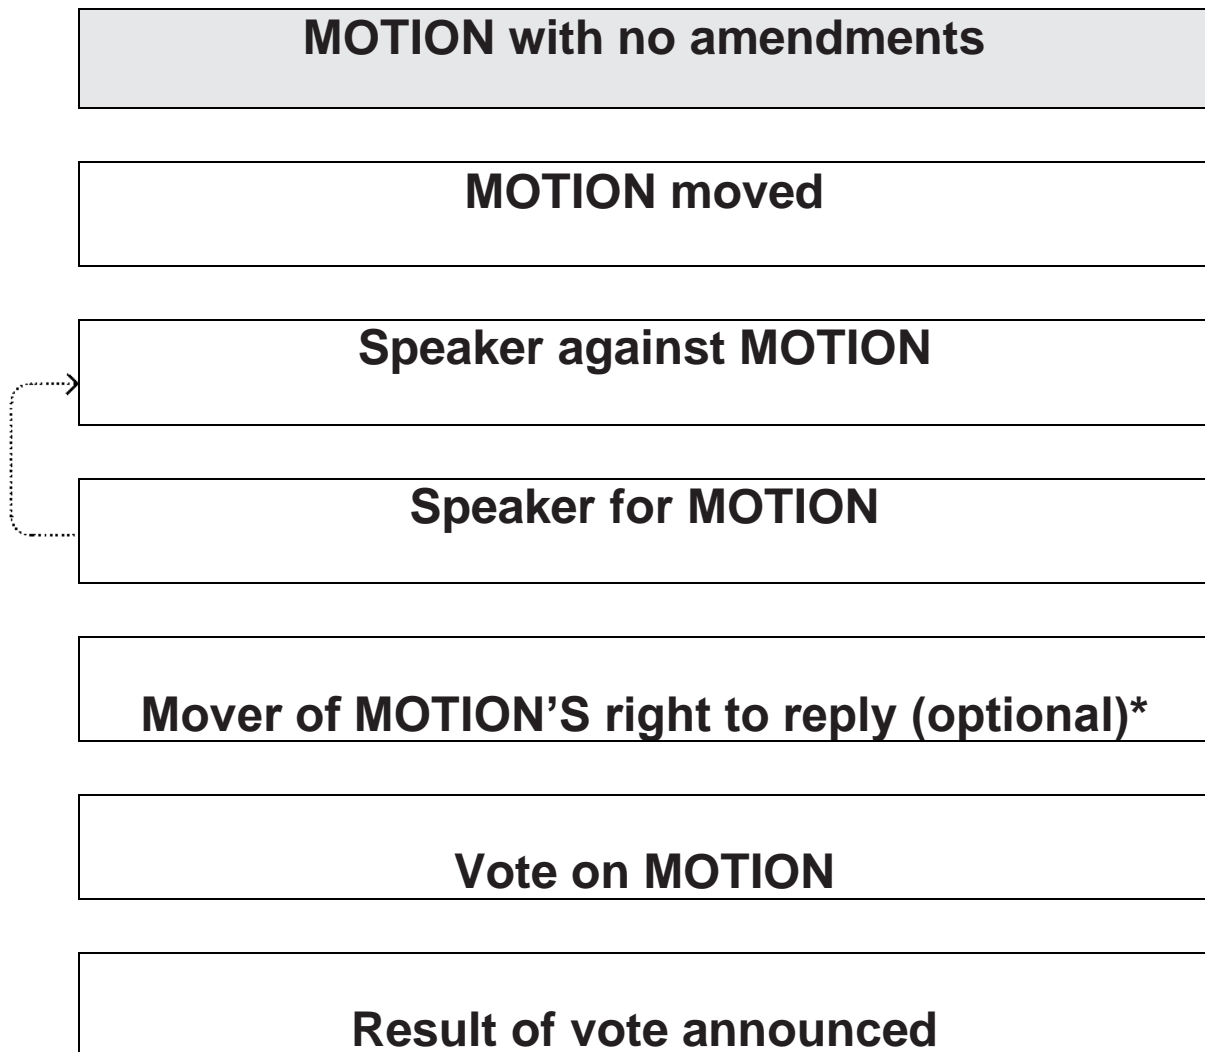 MOTION with no amendments
MOTION moved
Speaker against MOTION
Speaker for MOTION
Mover of MOTION’S right to reply (optional)*
Vote on MOTION
Result of vote announced